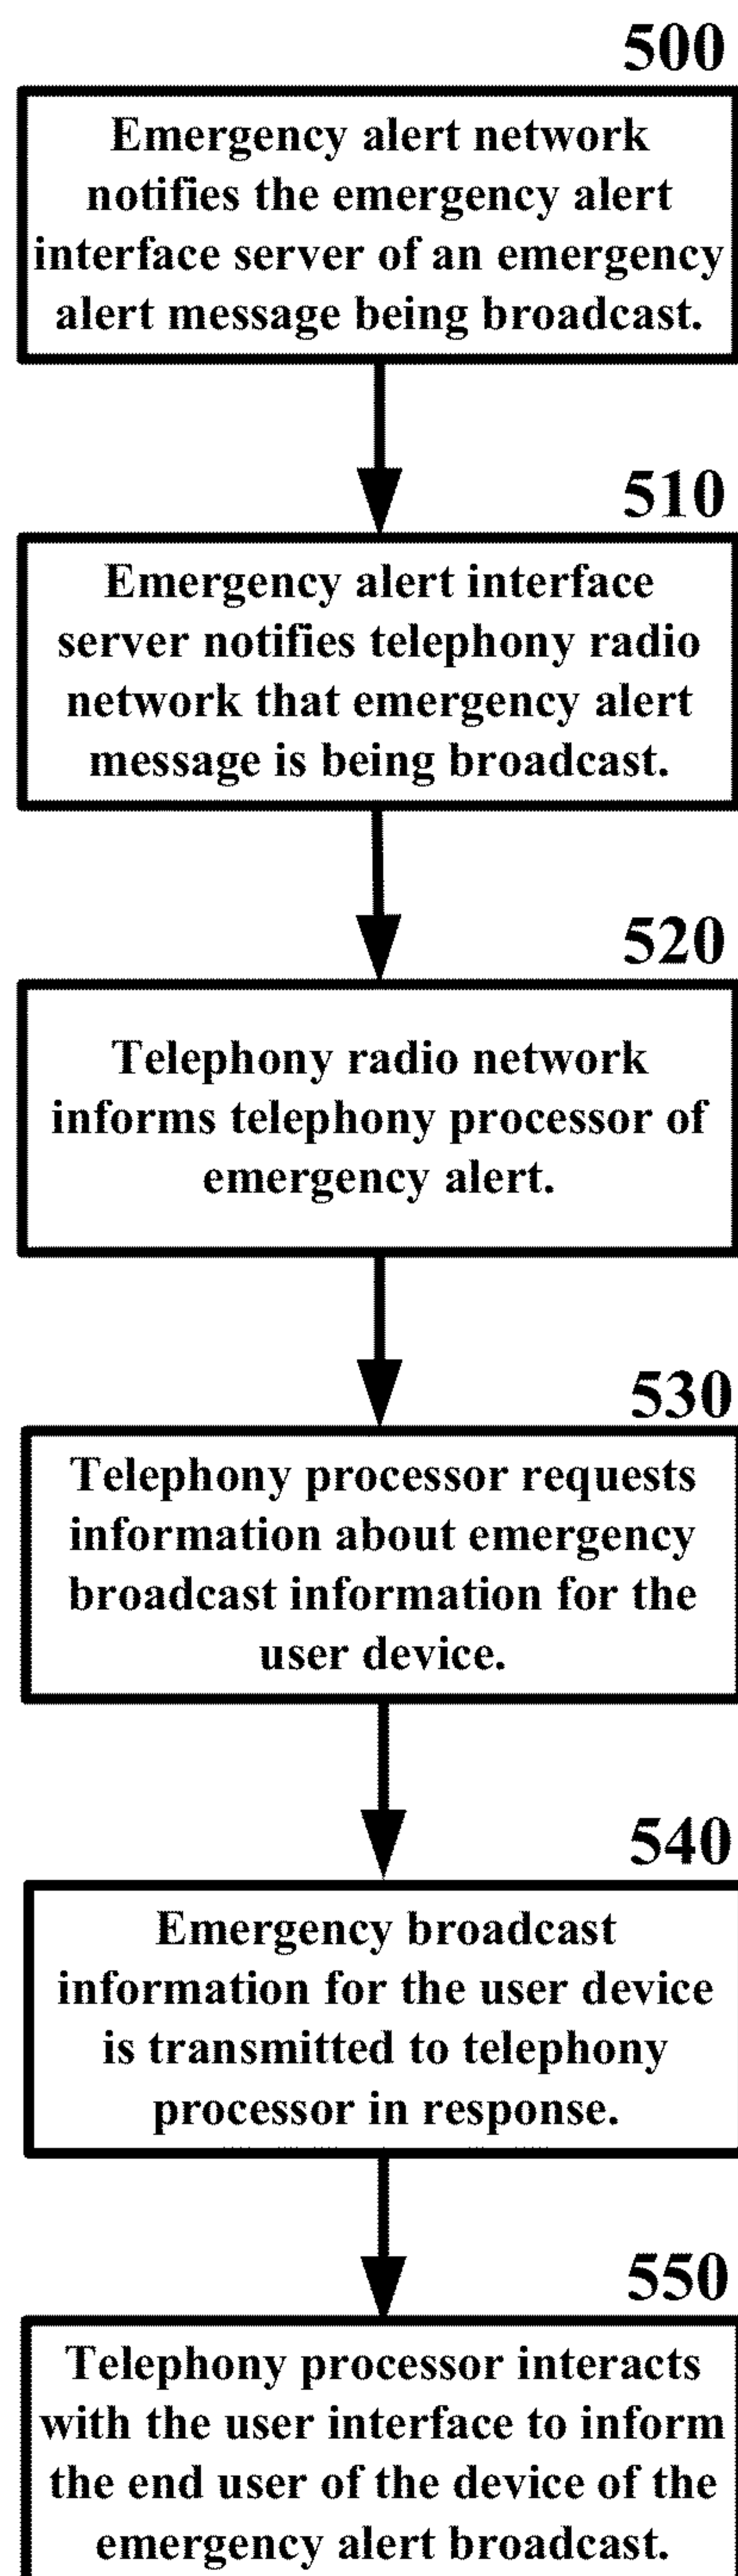 500
Emergency alert network
notifies the emergency alert
interface server of an emergency
alert message being broadcast.
510
Emergency alert interface
server notifies telephony radio
network that emergency alert
message is being broadcast.
520
Telephony radio network
informs telephony processor of
emergency alert.
530
Telephony processor requests
information about emergency
broadcast information for the
user device.
540
Emergency broadcast
information for the user device
is transmitted to telephony
processor in response.
550
Telephony processor interacts
with the user interface to inform
the end user of the device of the
emergency alert broadcast.